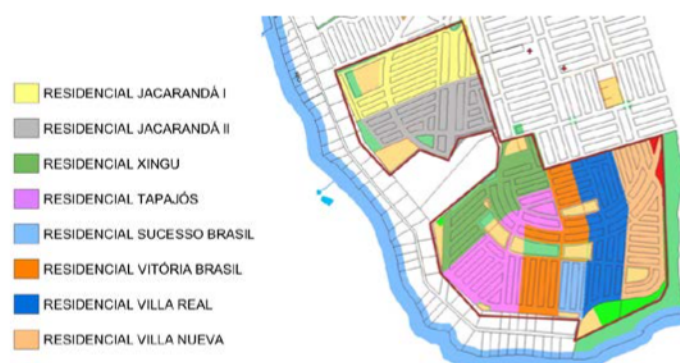 RESIDENCIAL JACARANDÁ I
RESIDENCIAL JACARANDÁ II
RESIDENCIAL XINGU
RESIDENCIAL TAPAJÓS
RESIDENCIAL SUCESSO BRASIL
RESIDENCIAL VITÓRIA BRASIL
RESIDENCIAL VILLA REAL
RESIDENCIAL VILLA NUEVA